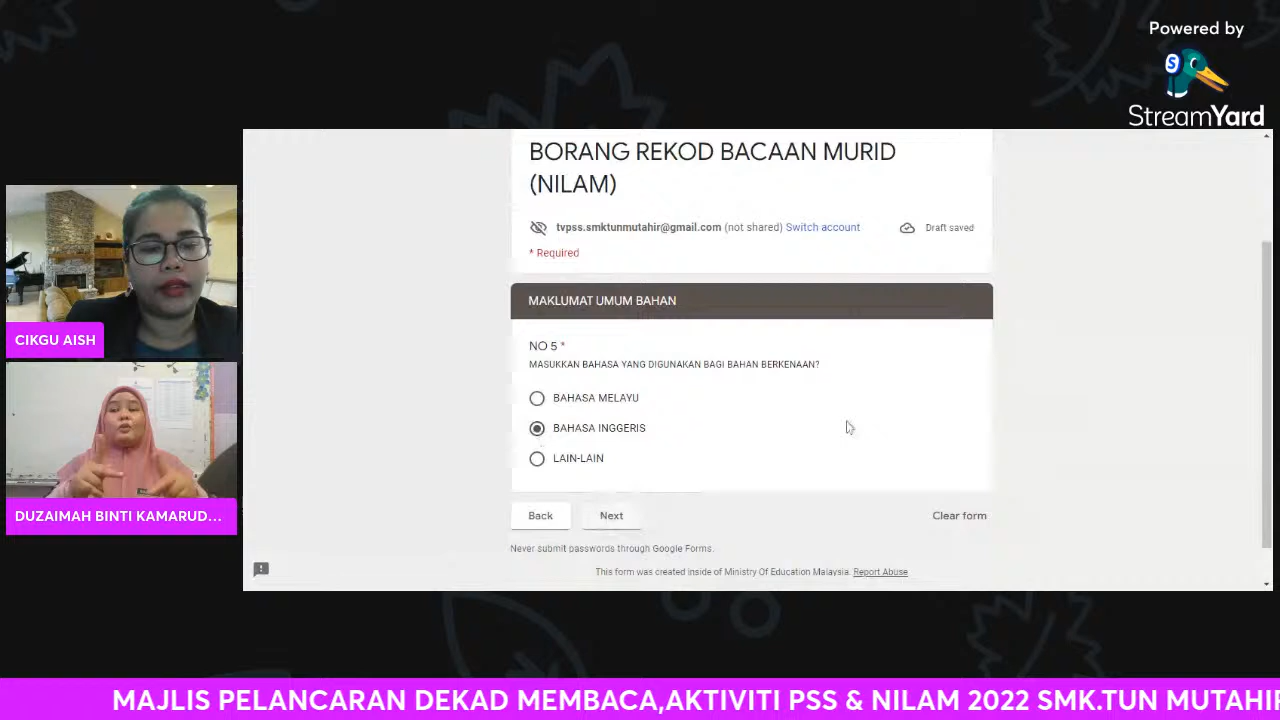 Powered by
StreamYard
BORANG REKOD BACAAN MURID
(NILAM)
tvpss.smktunmutahir@gmail.com (not shared) Switch account
Draft saved
* Required
MAKLUMAT UMUM BAHAN
NO 5 *
MASUKKAN BAHASA YANG DIGUNAKAN BAGI BAHAN BERKENAAN?
BAHASA MELAYU
BAHASA INGGERIS
LAIN-LAIN
Back
Next
Clear form
Never submit passwords through Google Forms.
This form was created inside of Ministry Of Education Malaysia. Report Abuse
CIKGU AISH
DUZAIMAH BINTI KAMARUD...
MAJLIS PELANCARAN DEKAD MEMBACA,AKTIVITI PSS & NILAM 2022 SMK.TUN MUTAHIR